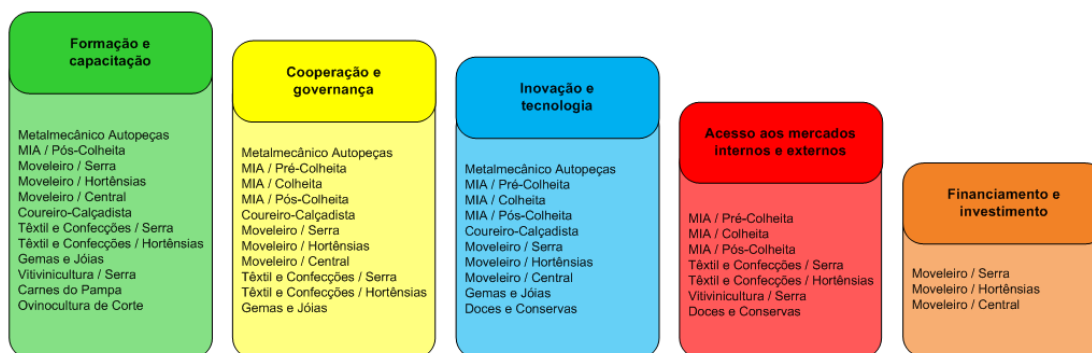 Formação e
capacitação
Metalmecânico Autopeças
MIA / Pós-Colheita
Moveleiro / Serra
Moveleiro / Hortênsias
Moveleiro / Central
Coureiro-Calçadista
Têxtil e Confecções / Serra
Têxtil e Confecções / Hortênsias
Gemas e Jóias
Vitivinicultura / Serra
Carnes do Pampa
Ovinocultura de Corte
Cooperação e
governança
Metalmecânico Autopeças
MIA / Pré-Colheita
MIA / Colheita
MIA / Pós-Colheita
Coureiro-Calçadista
Moveleiro / Serra
Moveleiro / Hortênsias
Moveleiro / Central
Têxtil e Confecções / Serra
Têxtil e Confecções / Hortênsias
Gemas e Jóias
Inovação e
tecnologia
Metalmecânico Autopeças
MIA / Pré-Colheita
MIA / Colheita
MIA / Pós-Colheita
Coureiro-Calçadista
Moveleiro / Serra
Moveleiro / Hortênsias
Moveleiro / Central
Gemas e Jóias
Doces e Conservas
Acesso aos mercados
internos e externos
MIA / Pré-Colheita
MIA / Colheita
MIA / Pós-Colheita
Têxtil e Confecções / Serra
Têxtil e Confecções / Hortênsias
Vitivinicultura / Serra
Doces e Conservas
Financiamento e
investimento
Moveleiro / Serra
Moveleiro / Hortênsias
Moveleiro / Central